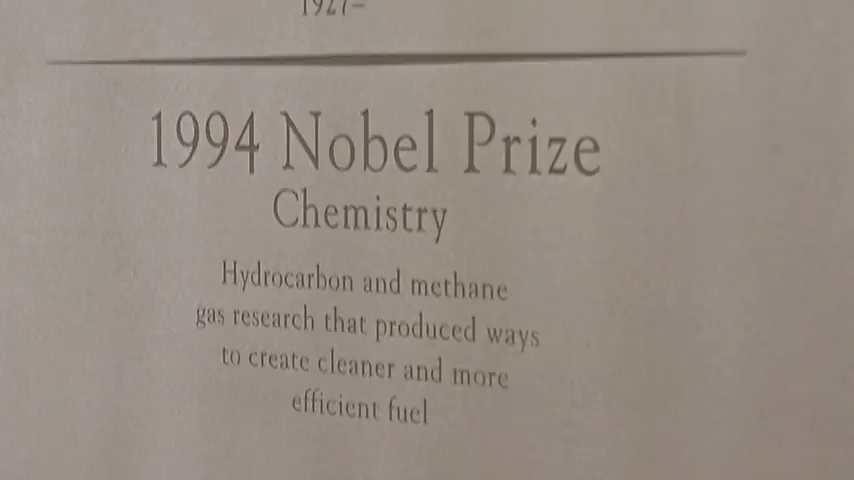 1927–
1994 Nobel Prize
Chemistry
Hydrocarbon and methane
gas research that produced ways
to create cleaner and more
efficient fuel